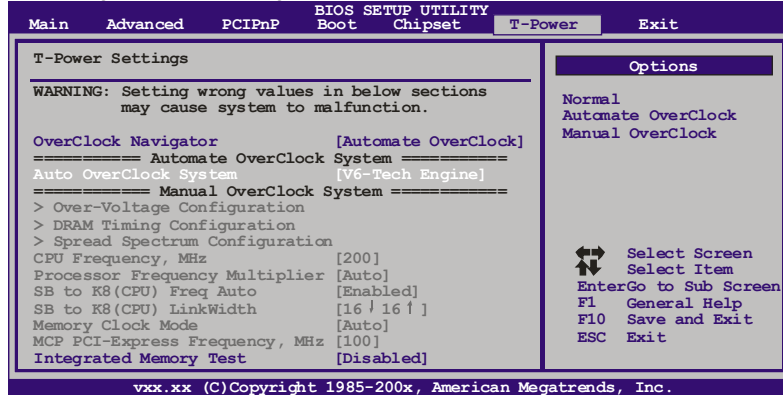 BIOS SETUP UTILITY
Main Advanced PCIPnP Boot Chipset T-Power Exit
T-Power Settings
WARNING: Setting wrong values in below sections
may cause system to malfunction.
OverClock Navigator [Automate OverClock]
=========== Automate OverClock System ===========
Auto OverClock System [V6-Tech Engine]
============ Manual OverClock System ============
> Over-Voltage Configuration
> DRAM Timing Configuration
> Spread Spectrum Configuration
CPU Frequency, MHz [200]
Processor Frequency Multiplier [Auto]
SB to K8(CPU) Freq Auto [Enabled]
SB to K8(CPU) LinkWidth [16 ↓ 16 ↑ ]
Memory Clock Mode [Auto]
MCP PCI-Express Frequency, MHz [100]
Integrated Memory Test [Disabled]
Options
Normal
Automate OverClock
Manual OverClock
Select Screen
Select Item
Enter Go to Sub Screen
F1 General Help
F10 Save and Exit
ESC Exit
vxx.xx (C)Copyright 1985-200x, American Megatrends, Inc.